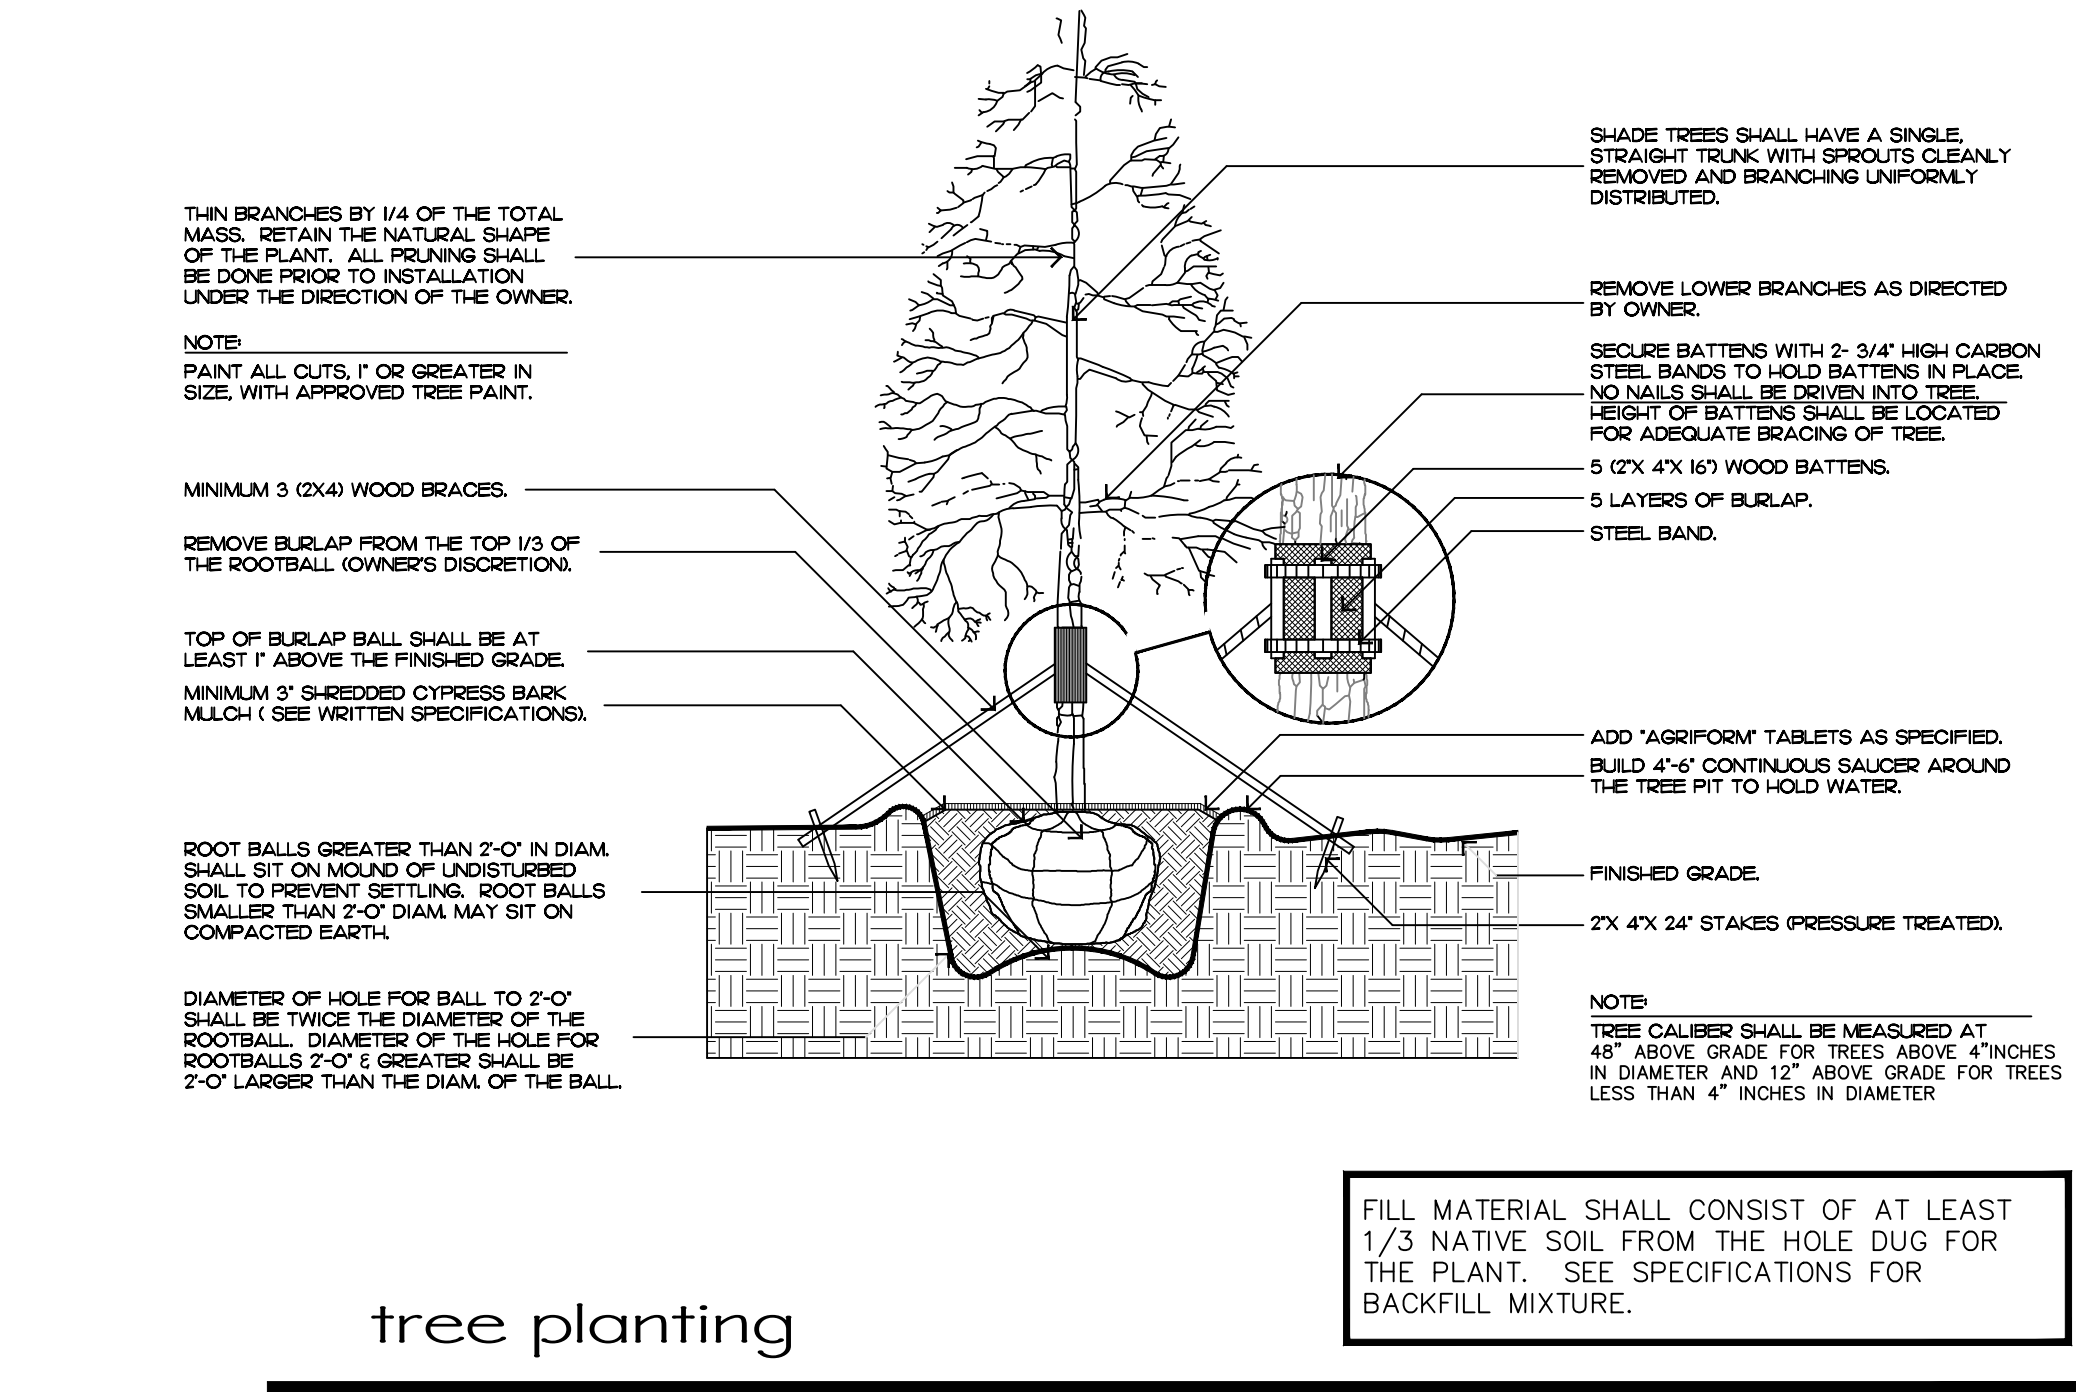 THIN BRANCHES BY 1/4 OF THE TOTAL
MASS. RETAIN THE NATURAL SHAPE
OF THE PLANT. ALL PRUNING SHALL
BE DONE PRIOR TO INSTALLATION
UNDER THE DIRECTION OF THE OWNER.
NOTE:
PAINT ALL CUTS, 1" OR GREATER IN
SIZE, WITH APPROVED TREE PAINT.
MINIMUM 3 (2X4) WOOD BRACES.
REMOVE BURLAP FROM THE TOP 1/3 OF
THE ROOTBALL (OWNER'S DISCRETION).
TOP OF BURLAP BALL SHALL BE AT
LEAST 1" ABOVE THE FINISHED GRADE.
MINIMUM 3" SHREDDED CYPRESS BARK
MULCH ( SEE WRITTEN SPECIFICATIONS).
ROOT BALLS GREATER THAN 2'-0" IN DIAM.
SHALL SIT ON MOUND OF UNDISTURBED
SOIL TO PREVENT SETTLING. ROOT BALLS
SMALLER THAN 2'-0" DIAM. MAY SIT ON
COMPACTED EARTH.
DIAMETER OF HOLE FOR BALL TO 2'-0"
SHALL BE TWICE THE DIAMETER OF THE
ROOTBALL. DIAMETER OF THE HOLE FOR
ROOTBALLS 2'-0" & GREATER SHALL BE
2'-0" LARGER THAN THE DIAM. OF THE BALL.
SHADE TREES SHALL HAVE A SINGLE,
STRAIGHT TRUNK WITH SPROUTS CLEANLY
REMOVED AND BRANCHING UNIFORMLY
DISTRIBUTED.
REMOVE LOWER BRANCHES AS DIRECTED
BY OWNER.
SECURE BATTENS WITH 2- 3/4" HIGH CARBON
STEEL BANDS TO HOLD BATTENS IN PLACE.
NO NAILS SHALL BE DRIVEN INTO TREE.
HEIGHT OF BATTENS SHALL BE LOCATED
FOR ADEQUATE BRACING OF TREE.
5 (2"X 4"X 16") WOOD BATTENS.
5 LAYERS OF BURLAP.
STEEL BAND.
ADD "AGRIFORM" TABLETS AS SPECIFIED.
BUILD 4"-6" CONTINUOUS SAUCER AROUND
THE TREE PIT TO HOLD WATER.
FINISHED GRADE.
2"X 4"X 24" STAKES (PRESSURE TREATED).
NOTE:
TREE CALIBER SHALL BE MEASURED AT
48" ABOVE GRADE FOR TREES ABOVE 4"INCHES
IN DIAMETER AND 12" ABOVE GRADE FOR TREES
LESS THAN 4" INCHES IN DIAMETER
FILL MATERIAL SHALL CONSIST OF AT LEAST
1/3 NATIVE SOIL FROM THE HOLE DUG FOR
THE PLANT. SEE SPECIFICATIONS FOR
BACKFILL MIXTURE.
tree planting